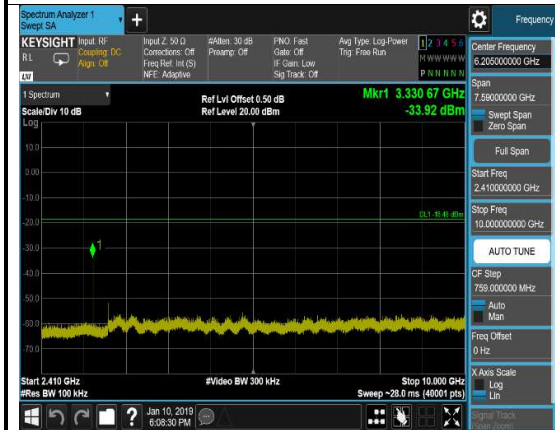 Spectrum Analyzer 1
Swept SA
+
Frequency
KEYSIGHT
RL
LXI
Input: RF
Coupling: DC
Align: Off
Input Z: 50 Ω
Corrections: Off
Freq Ref: Int (S)
NFE: Adaptive
#Atten: 30 dB
Preamp: Off
PNO: Fast
Gate: Off
IF Gain: Low
Sig Track: Off
Avg Type: Log-Power
Trig: Free Run
1 2 3 4 5 6
M W W W W W
P N N N N N
1 Spectrum
Scale/Div 10 dB
Log
Ref Lvl Offset 0.50 dB
Ref Level 20.00 dBm
Mkr1 3.330 67 GHz
-33.92 dBm
10.0
0.00
-10.0
-20.0
-30.0
-40.0
-50.0
-60.0
-70.0
1
Start 2.410 GHz
#Res BW 100 kHz
#Video BW 300 kHz
Stop 10.000 GHz
Sweep ~28.0 ms (40001 pts)
?
Jan 10, 2019
6:08:30 PM
Center Frequency
6.205000000 GHz
Span
7.59000000 GHz
Swept Span
Zero Span
Full Span
Start Freq
2.410000000 GHz
Stop Freq
10.000000000 GHz
AUTO TUNE
CF Step
759.000000 MHz
Auto
Man
Freq Offset
0 Hz
X Axis Scale
Log
Lin
Signal Track
(Span Zoom)